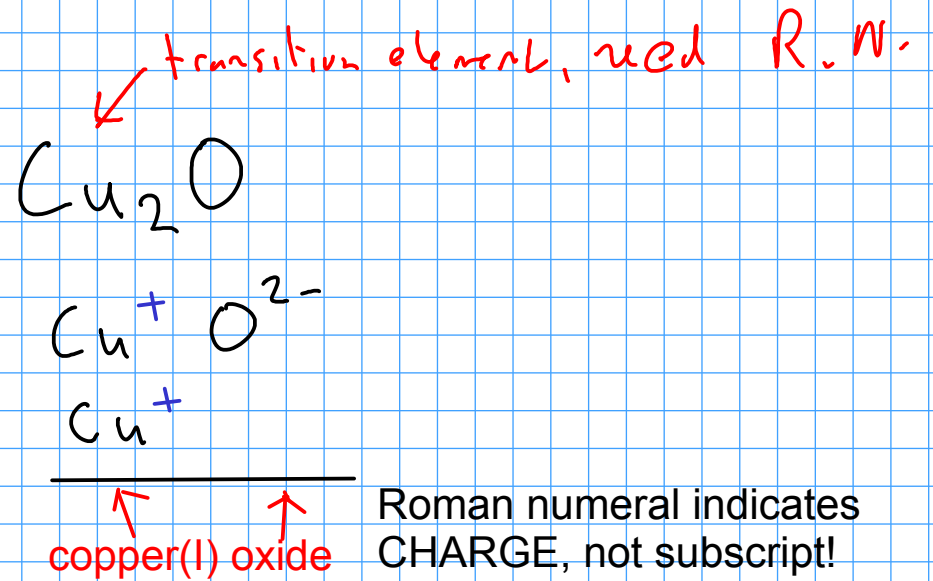 transition element, need R.N.
Cu₂O
Cu⁺ O²⁻
Cu⁺
copper(I) oxide
Roman numeral indicates
CHARGE, not subscript!